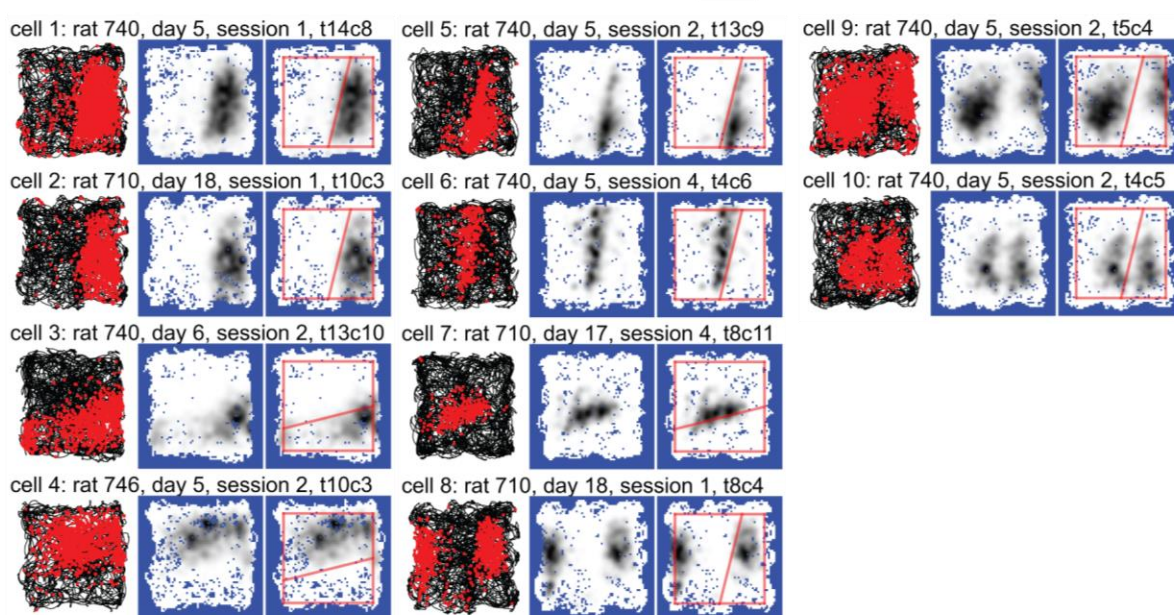 cell 1: rat 740, day 5, session 1, t14c8
cell 5: rat 740, day 5, session 2, t13c9
cell 9: rat 740, day 5, session 2, t5c4
cell 2: rat 710, day 18, session 1, t10c3
cell 6: rat 740, day 5, session 4, t4c6
cell 10: rat 740, day 5, session 2, t4c5
cell 3: rat 740, day 6, session 2, t13c10
cell 7: rat 710, day 17, session 4, t8c11
cell 4: rat 746, day 5, session 2, t10c3
cell 8: rat 710, day 18, session 1, t8c4